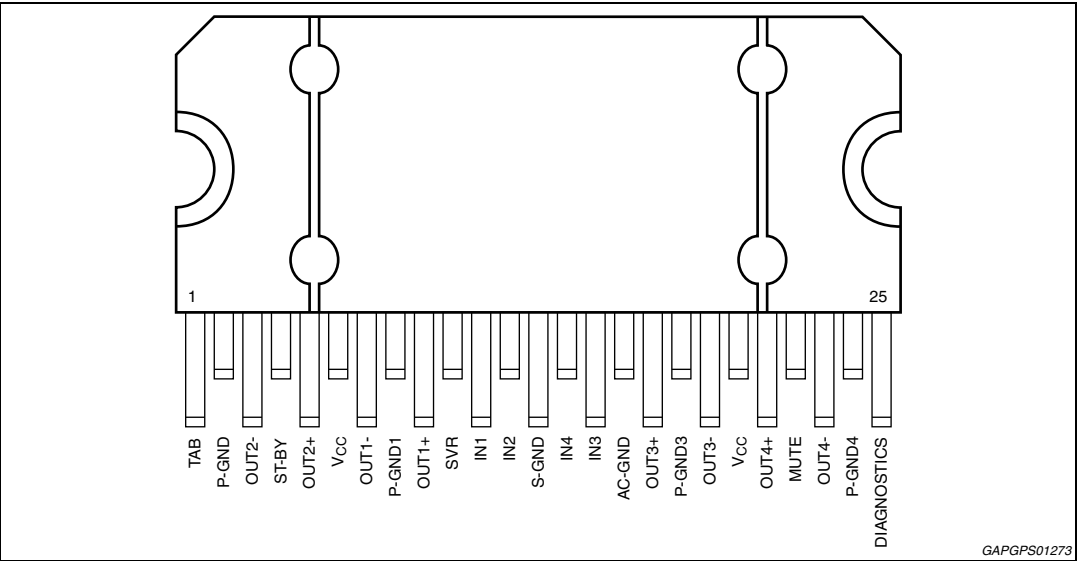 1
25
TAB
P-GND
OUT2-
ST-BY
OUT2+
VCC
OUT1-
P-GND1
OUT1+
SVR
IN1
IN2
S-GND
IN4
IN3
AC-GND
OUT3+
P-GND3
OUT3-
VCC
OUT4+
MUTE
OUT4-
P-GND4
DIAGNOSTICS
GAPGPS01273